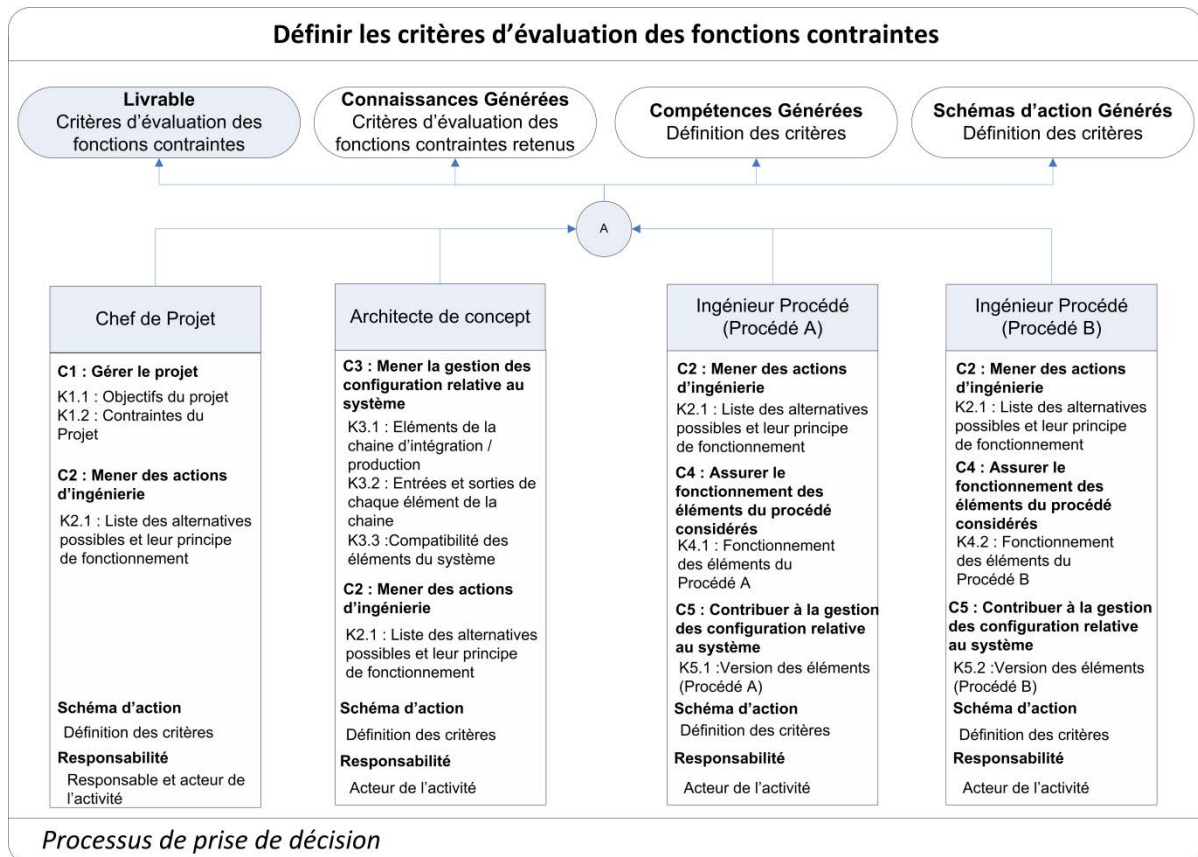 Définir les critères d'évaluation des fonctions contraintes
Livrable
Critères d'évaluation des
fonctions contraintes
Connaissances Générées
Critères d'évaluation des
fonctions contraintes retenus
Compétences Générées
Définition des critères
Schémas d'action Générés
Définition des critères
A
Chef de Projet
C1 : Gérer le projet
K1.1 : Objectifs du projet
K1.2 : Contraintes du
Projet
C2 : Mener des actions
d'ingénierie
K2.1 : Liste des alternatives
possibles et leur principe
de fonctionnement
Schéma d'action
Définition des critères
Responsabilité
Responsable et acteur de
l'activité
Architecte de concept
C3 : Mener la gestion des
configuration relative au
système
K3.1 : Eléments de la
chaine d'intégration /
production
K3.2 : Entrées et sorties de
chaque élément de la
chaine
K3.3 :Compatibilité des
éléments du système
C2 : Mener des actions
d'ingénierie
K2.1 : Liste des alternatives
possibles et leur principe
de fonctionnement
Schéma d'action
Définition des critères
Responsabilité
Acteur de l'activité
Ingénieur Procédé
(Procédé A)
C2 : Mener des actions
d'ingénierie
K2.1 : Liste des alternatives
possibles et leur principe
de fonctionnement
C4 : Assurer le
fonctionnement des
éléments du procédé
considérés
K4.1 : Fonctionnement
des éléments du
Procédé A
C5 : Contribuer à la gestion
des configuration relative
au système
K5.1 :Version des éléments
(Procédé A)
Schéma d'action
Définition des critères
Responsabilité
Acteur de l'activité
Ingénieur Procédé
(Procédé B)
C2 : Mener des actions
d'ingénierie
K2.1 : Liste des alternatives
possibles et leur principe
de fonctionnement
C4 : Assurer le
fonctionnement des
éléments du procédé
considérés
K4.2 : Fonctionnement
des éléments du
Procédé B
C5 : Contribuer à la gestion
des configuration relative
au système
K5.2 : Version des éléments
(Procédé B)
Schéma d'action
Définition des critères
Responsabilité
Acteur de l'activité
Processus de prise de décision